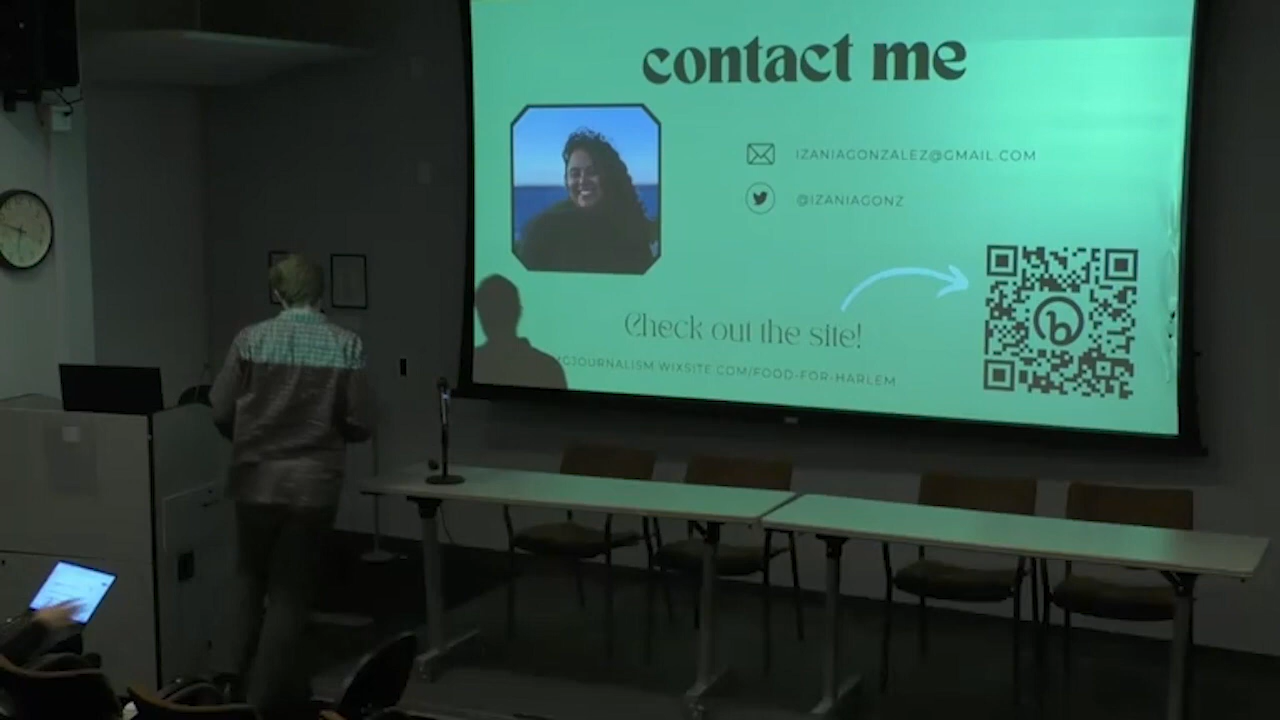 contact me
IZANIAGONZALEZ@GMAIL.COM
@IZANIAGONZ
Check out the site!
JOURNALISM.WIXSITE.COM/FOOD-FOR-HARLEM